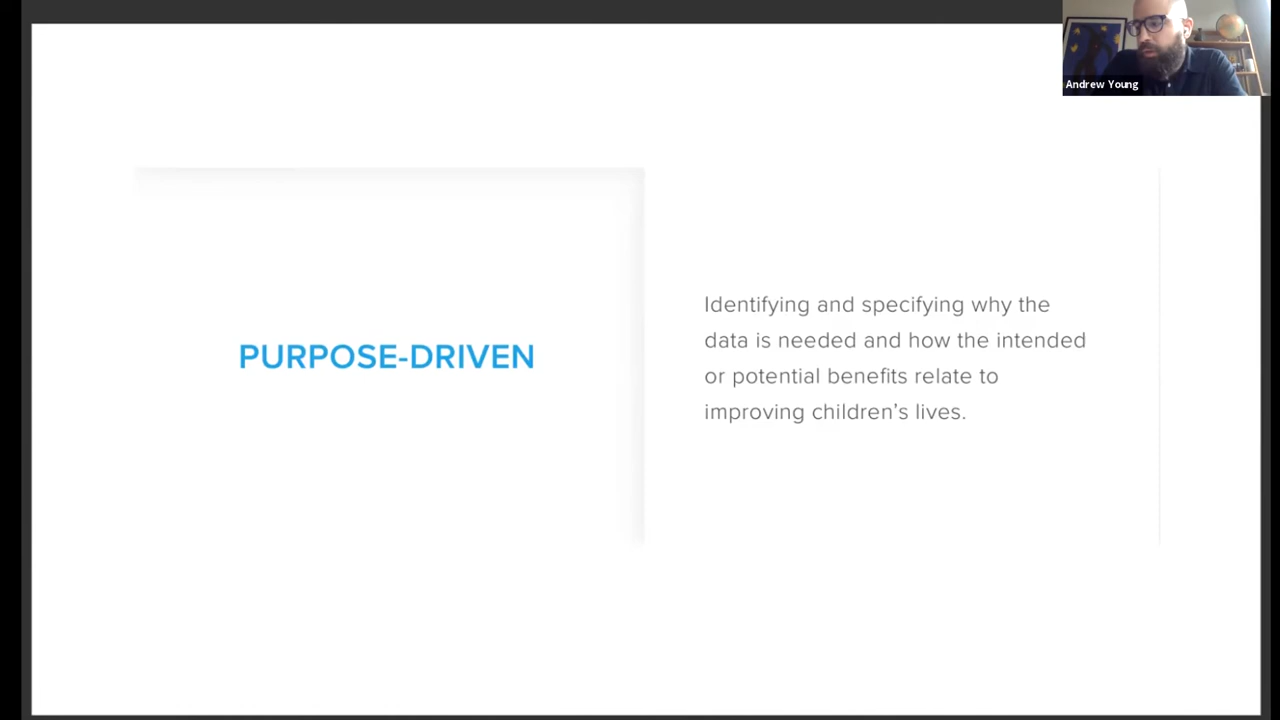 Andrew Young
PURPOSE-DRIVEN
Identifying and specifying why the
data is needed and how the intended
or potential benefits relate to
improving children’s lives.